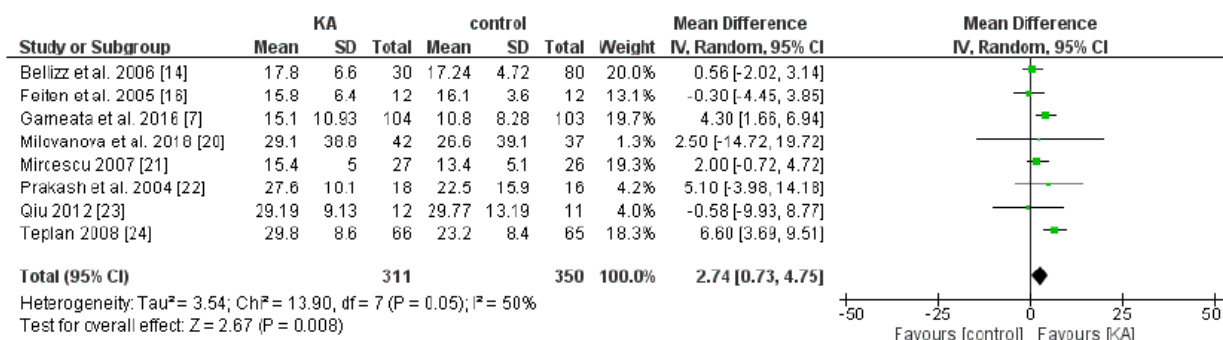 KA control Mean Difference Mean Difference
Study or Subgroup Mean SD Total Mean SD Total Weight IV, Random, 95% CI IV, Random, 95% CI
Bellizz et al. 2006 [14] 17.8 6.6 30 17.24 4.72 80 20.0% 0.56 [-2.02, 3.14]
Feiten et al. 2005 [16] 15.8 6.4 12 16.1 3.6 12 13.1% -0.30 [-4.45, 3.85]
Garneata et al. 2016 [7] 15.1 10.93 104 10.8 8.28 103 19.7% 4.30 [1.66, 6.94]
Milovanova et al. 2018 [20] 29.1 38.8 42 26.6 39.1 37 1.3% 2.50 [-14.72, 19.72]
Mircescu 2007 [21] 15.4 5 27 13.4 5.1 26 19.3% 2.00 [-0.72, 4.72]
Prakash et al. 2004 [22] 27.6 10.1 18 22.5 15.9 16 4.2% 5.10 [-3.98, 14.18]
Qiu 2012 [23] 29.19 9.13 12 29.77 13.19 11 4.0% -0.58 [-9.93, 8.77]
Teplan 2008 [24] 29.8 8.6 66 23.2 8.4 65 18.3% 6.60 [3.69, 9.51]
Total (95% CI) 311 350 100.0% 2.74 [0.73, 4.75]
Heterogeneity: Tau² = 3.54; Chi² = 13.90, df = 7 (P = 0.05); I² = 50%
Test for overall effect: Z = 2.67 (P = 0.008)
-50 -25 0 25 50
Favours [control] Favours [KA]